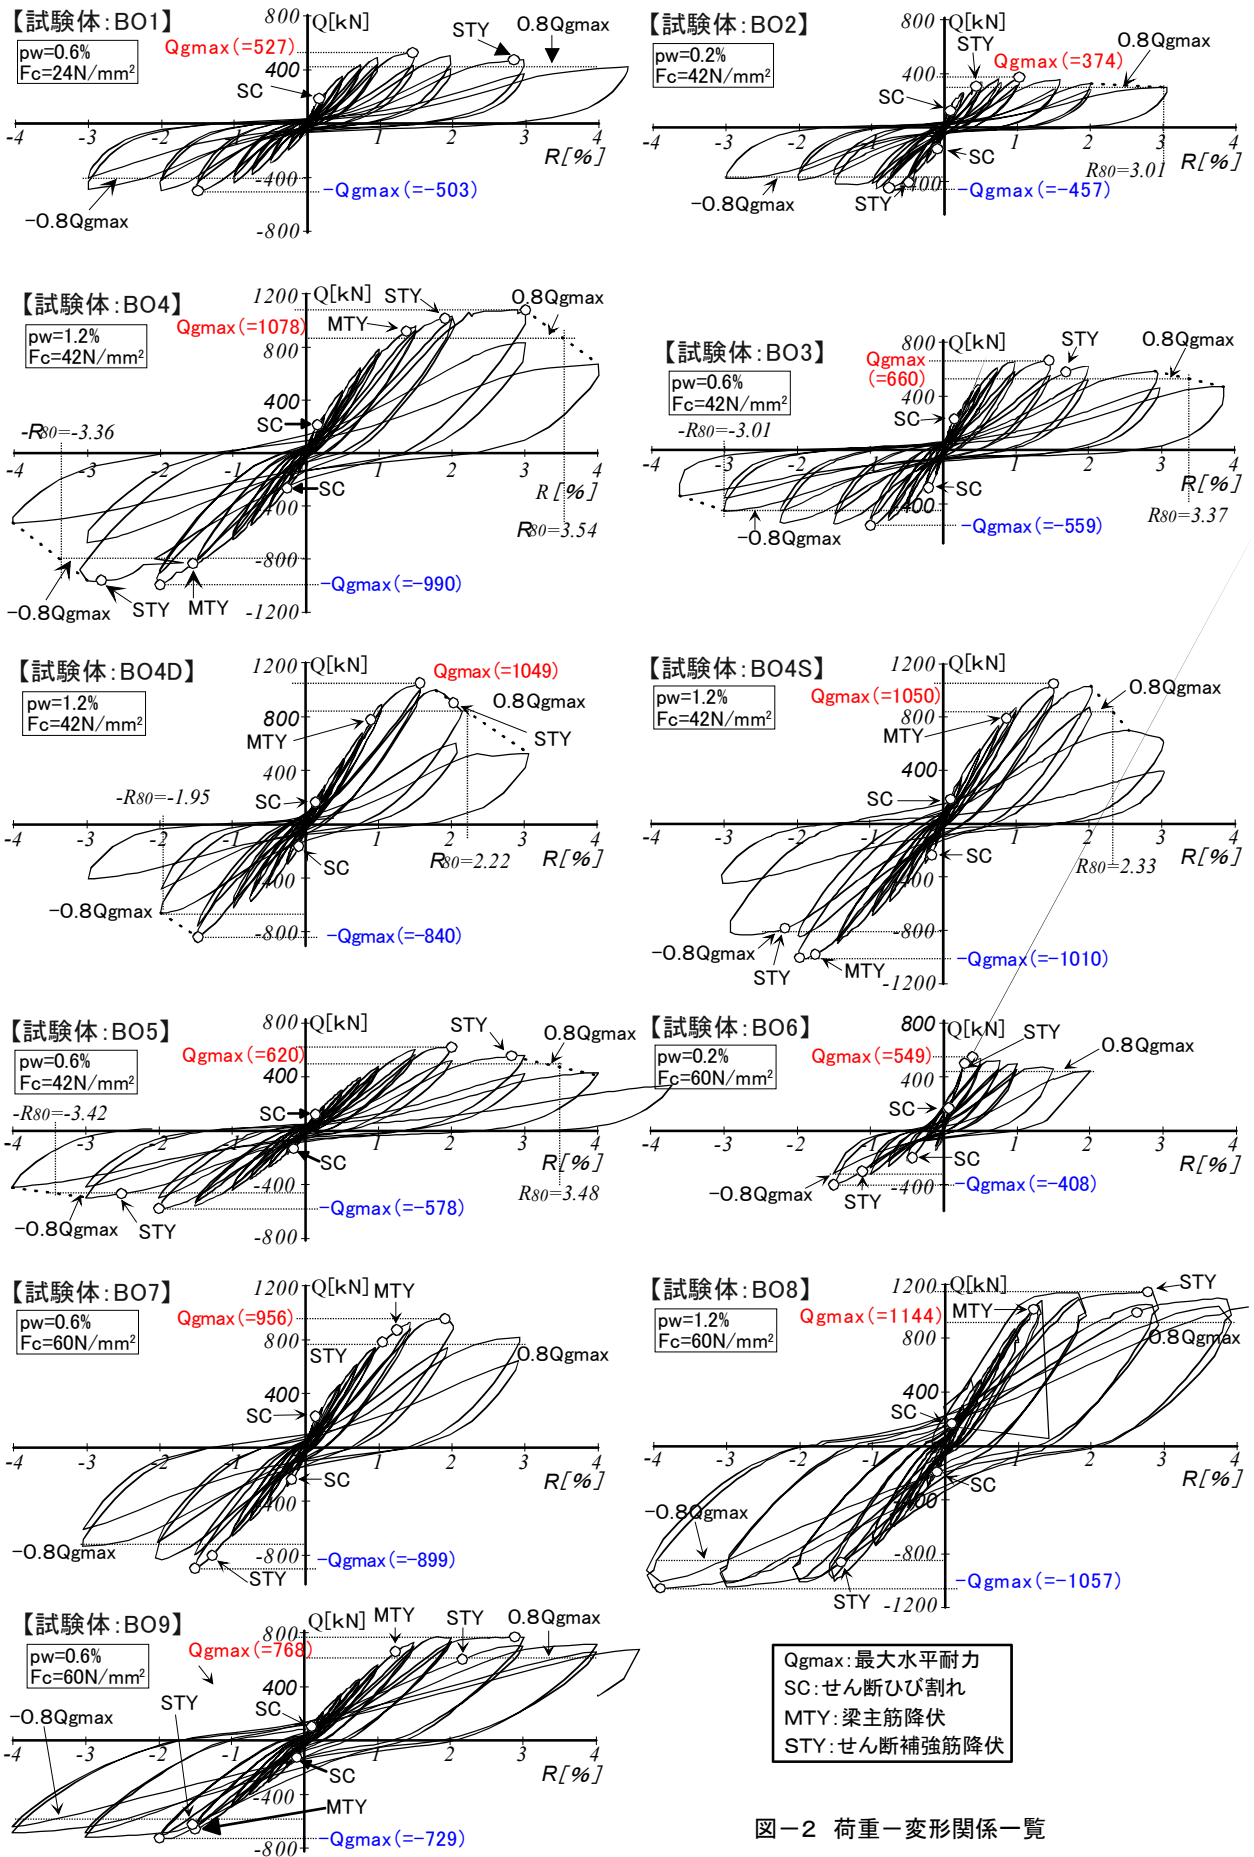 【試験体:BO1】
pw=0.6%
Fc=24N/mm²
Q[kN]
Qgmax(=527)
STY
0.8Qgmax
SC
800
400
-4 -3 -2 -1 1 2 3 4
R[%]
-400
-800
-0.8Qgmax
-Qgmax(=-503)
【試験体:BO2】
pw=0.2%
Fc=42N/mm²
Q[kN]
800
400
STY
Qgmax(=374)
0.8Qgmax
SC
-4 -3 -2 -1 1 2 3 4
SC
R80=3.01
R[%]
-400
-0.8Qgmax
STY
-Qgmax(=-457)
【試験体:BO4】
pw=1.2%
Fc=42N/mm²
1200
Q[kN]
STY
0.8Qgmax
Qgmax(=1078)
MTY
800
400
SC
-R80=-3.36
-4 -3 -2 -1 1 2 3 4
SC
R[%]
-400
R80=3.54
-800
-0.8Qgmax
STY
MTY
-Qgmax(=-990)
-1200
【試験体:BO3】
pw=0.6%
Fc=42N/mm²
800
Q[kN]
STY
0.8Qgmax
Qgmax
(=660)
400
SC
-R80=-3.01
-4 -3 -2 -1 1 2 3 4
SC
R[%]
-400
R80=3.37
-0.8Qgmax
-Qgmax(=-559)
【試験体:BO4D】
pw=1.2%
Fc=42N/mm²
1200
Q[kN]
Qgmax(=1049)
0.8Qgmax
800
MTY
STY
400
SC
-R80=-1.95
-4 -3 -2 -1 1 2 3 4
SC
R80=2.22
R[%]
-400
-0.8Qgmax
-800
-Qgmax(=-840)
【試験体:BO4S】
pw=1.2%
Fc=42N/mm²
1200
Q[kN]
Qgmax(=1050)
0.8Qgmax
800
MTY
400
SC
-4 -3 -2 -1 1 2 3 4
SC
R80=2.33
R[%]
-400
-800
-0.8Qgmax
STY
MTY
-Qgmax(=-1010)
-1200
【試験体:BO5】
pw=0.6%
Fc=42N/mm²
800
Q[kN]
STY
0.8Qgmax
Qgmax(=620)
400
SC
-R80=-3.42
-4 -3 -2 -1 1 2 3 4
SC
R[%]
R80=3.48
-400
-0.8Qgmax
STY
-Qgmax(=-578)
-800
【試験体:BO6】
pw=0.2%
Fc=60N/mm²
800
Q[kN]
STY
Qgmax(=549)
0.8Qgmax
400
SC
-4 -3 -2 -1 1 2 3 4
SC
R[%]
-0.8Qgmax
STY
-400
-Qgmax(=-408)
【試験体:BO7】
pw=0.6%
Fc=60N/mm²
1200
Q[kN]
MTY
Qgmax(=956)
800
STY
0.8Qgmax
400
SC
-4 -3 -2 -1 1 2 3 4
SC
R[%]
-400
-0.8Qgmax
-800
STY
-Qgmax(=-899)
【試験体:BO8】
pw=1.2%
Fc=60N/mm²
1200
Q[kN]
STY
MTY
Qgmax(=1144)
800
0.8Qgmax
400
SC
-4 -3 -2 -1 1 2 3 4
SC
R[%]
-400
-0.8Qgmax
-800
STY
-Qgmax(=-1057)
-1200
【試験体:BO9】
pw=0.6%
Fc=60N/mm²
800
Q[kN]
MTY
STY
0.8Qgmax
Qgmax(=768)
400
SC
STY
-0.8Qgmax
-4 -3 -2 -1 1 2 3 4
SC
R[%]
-400
MTY
-Qgmax(=-729)
-800
Qgmax:最大水平耐力
SC:せん断ひび割れ
MTY:梁主筋降伏
STY:せん断補強筋降伏
図-2 荷重-変形関係一覧